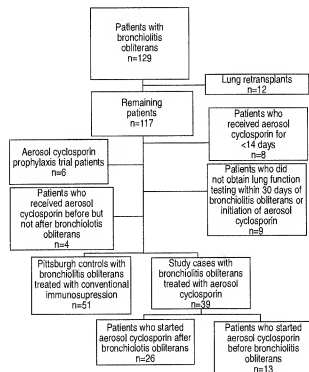 Patients with
bronchiolitis
obliterans
n=129
Lung retransplants
n=12
Remaining
patients
n=117
Patients who
received aerosol
cyclosporin for
<14 days
n=8
Aerosol cyclosporin
prophylaxis trial patients
n=6
Patients who did
not obtain lung function
testing within 30 days of
bronchiolitis obliterans or
initiation of aerosol
cyclosporin
n=9
Patients who
received aerosol
cyclosporin before but
not after bronchiolotis
obliterans
n=4
Pittsburgh controls with
bronchiolitis obliterans
treated with conventional
immunosupression
n=51
Study cases with
bronchiolitis obliterans
treated with aerosol
cyclosporin
n=39
Patients who started
aerosol cyclosporin after
bronchiolotis obliterans
n=26
Patients who started
aerosol cyclosporin
before bronchiolitis
obliterans
n=13